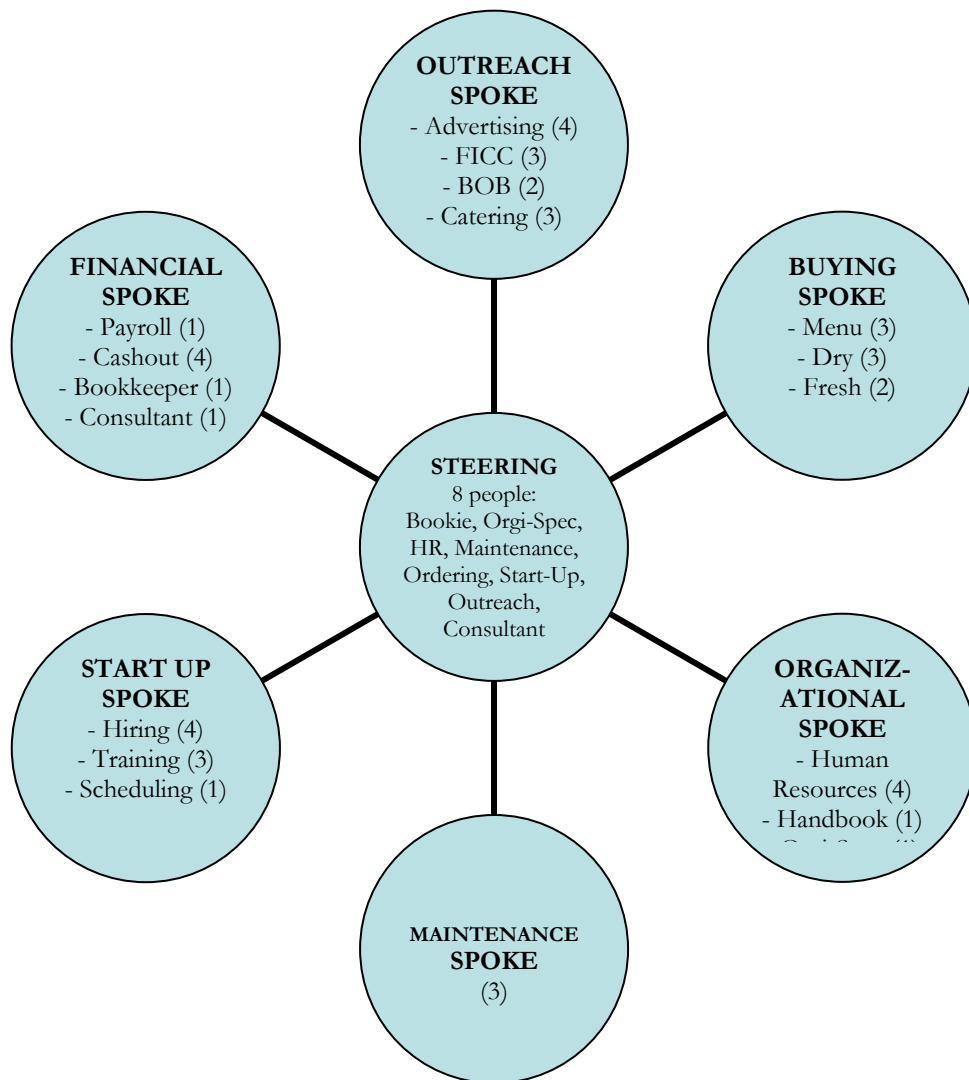 OUTREACH
SPOKE
- Advertising (4)
- FICC (3)
- BOB (2)
- Catering (3)
FINANCIAL
SPOKE
- Payroll (1)
- Cashout (4)
- Bookkeeper (1)
- Consultant (1)
BUYING
SPOKE
- Menu (3)
- Dry (3)
- Fresh (2)
STEERING
8 people:
Bookie, Orgi-Spec,
HR, Maintenance,
Ordering, Start-Up,
Outreach,
Consultant
START UP
SPOKE
- Hiring (4)
- Training (3)
- Scheduling (1)
ORGANIZ-
ATIONAL
SPOKE
- Human
Resources (4)
- Handbook (1)
MAINTENANCE
SPOKE
(3)